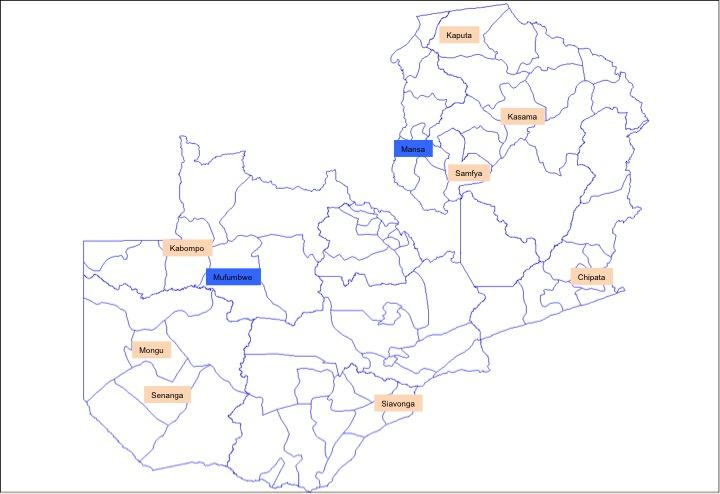 Kaputa
Kasama
Mansa
Samfya
Kabompo
Mufumbwe
Chipata
Mongu
Senanga
Siavonga